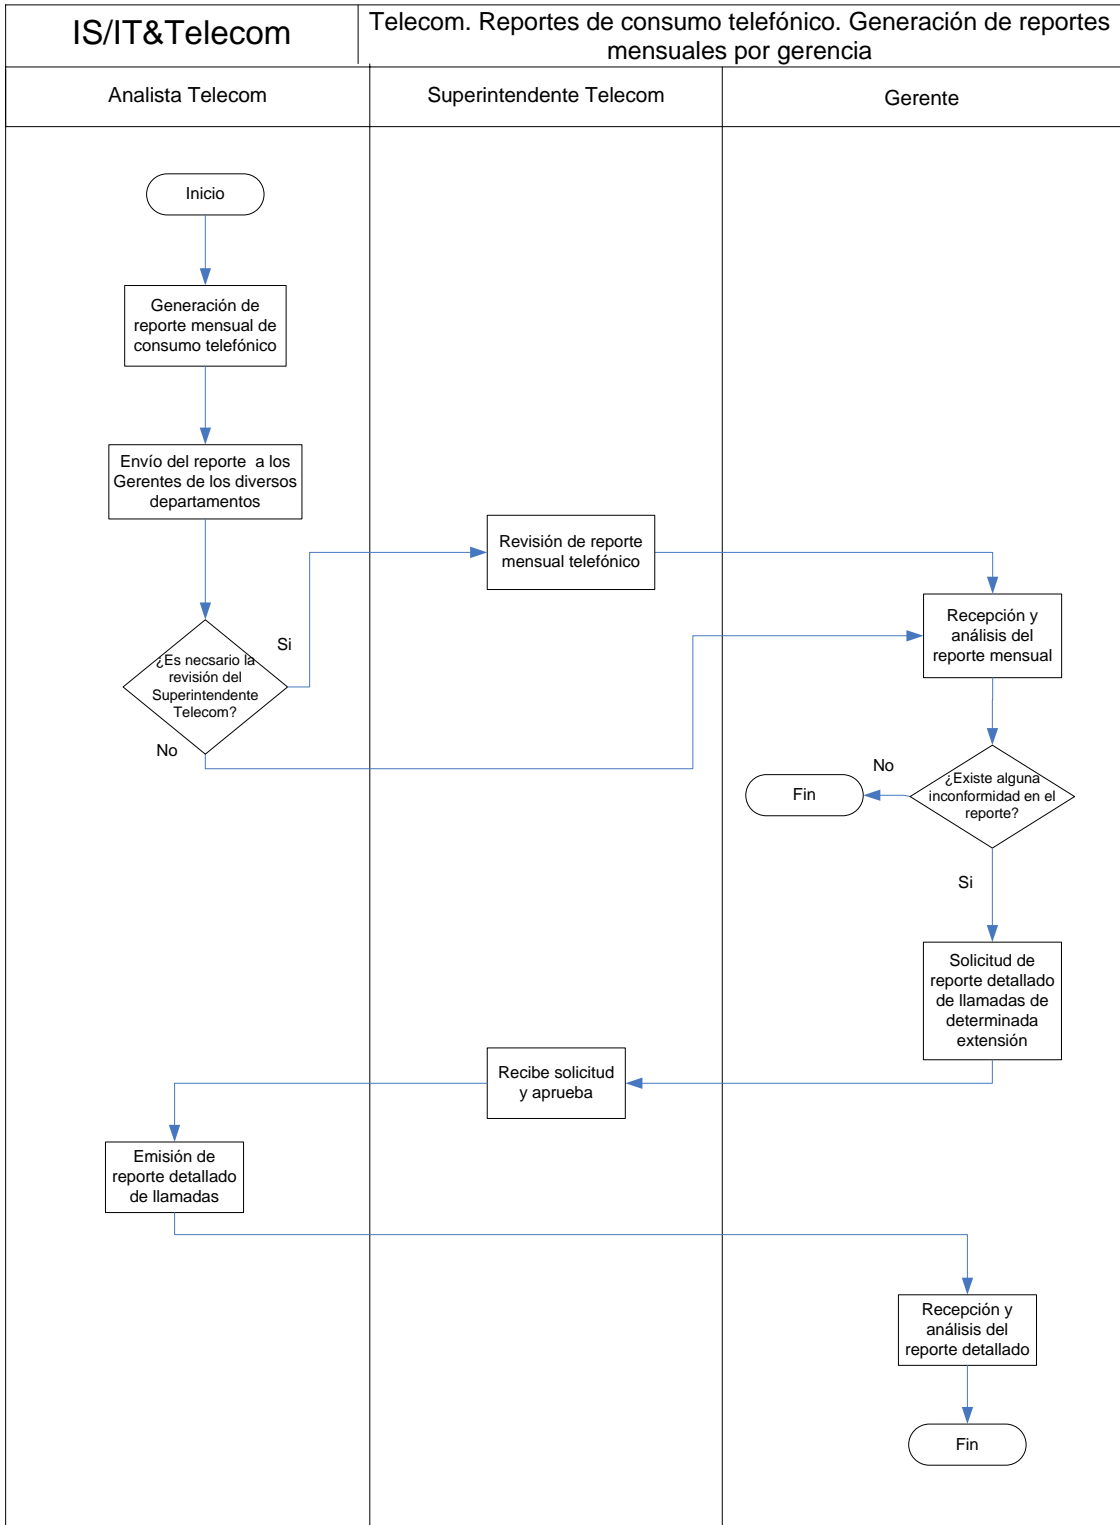 IS/IT&Telecom
Telecom. Reportes de consumo telefónico. Generación de reportes
mensuales por gerencia
Analista Telecom
Superintendente Telecom
Gerente
Inicio
Generación de
reporte mensual de
consumo telefónico
Envío del reporte  a los
Gerentes de los diversos
departamentos
Revisión de reporte
mensual telefónico
Recepción y
análisis del
reporte mensual
Si
¿Es necsario la
revisión del
Superintendente
Telecom?
No
No
¿Existe alguna
inconformidad en el
reporte?
Fin
Si
Solicitud de
reporte detallado
de llamadas de
determinada
extensión
Recibe solicitud
y aprueba
Emisión de
reporte detallado
de llamadas
Recepción y
análisis del
reporte detallado
Fin